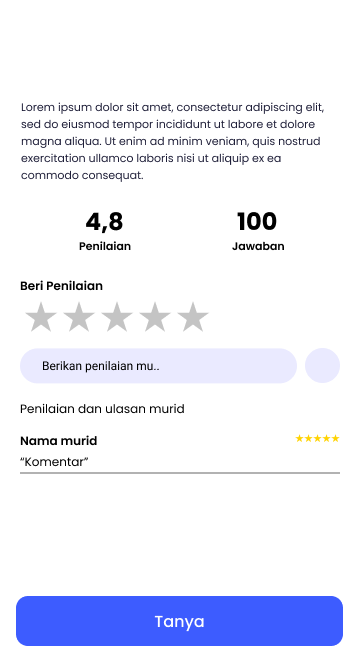 Lorem ipsum dolor sit amet, consectetur adipiscing elit,
sed do eiusmod tempor incididunt ut labore et dolore
magna aliqua. Ut enim ad minim veniam, quis nostrud
exercitation ullamco laboris nisi ut aliquip ex ea
commodo consequat.
4,8 100
Penilaian Jawaban
Beri Penilaian
Berikan penilaian mu..
Penilaian dan ulasan murid
Nama murid
“Komentar”
Tanya